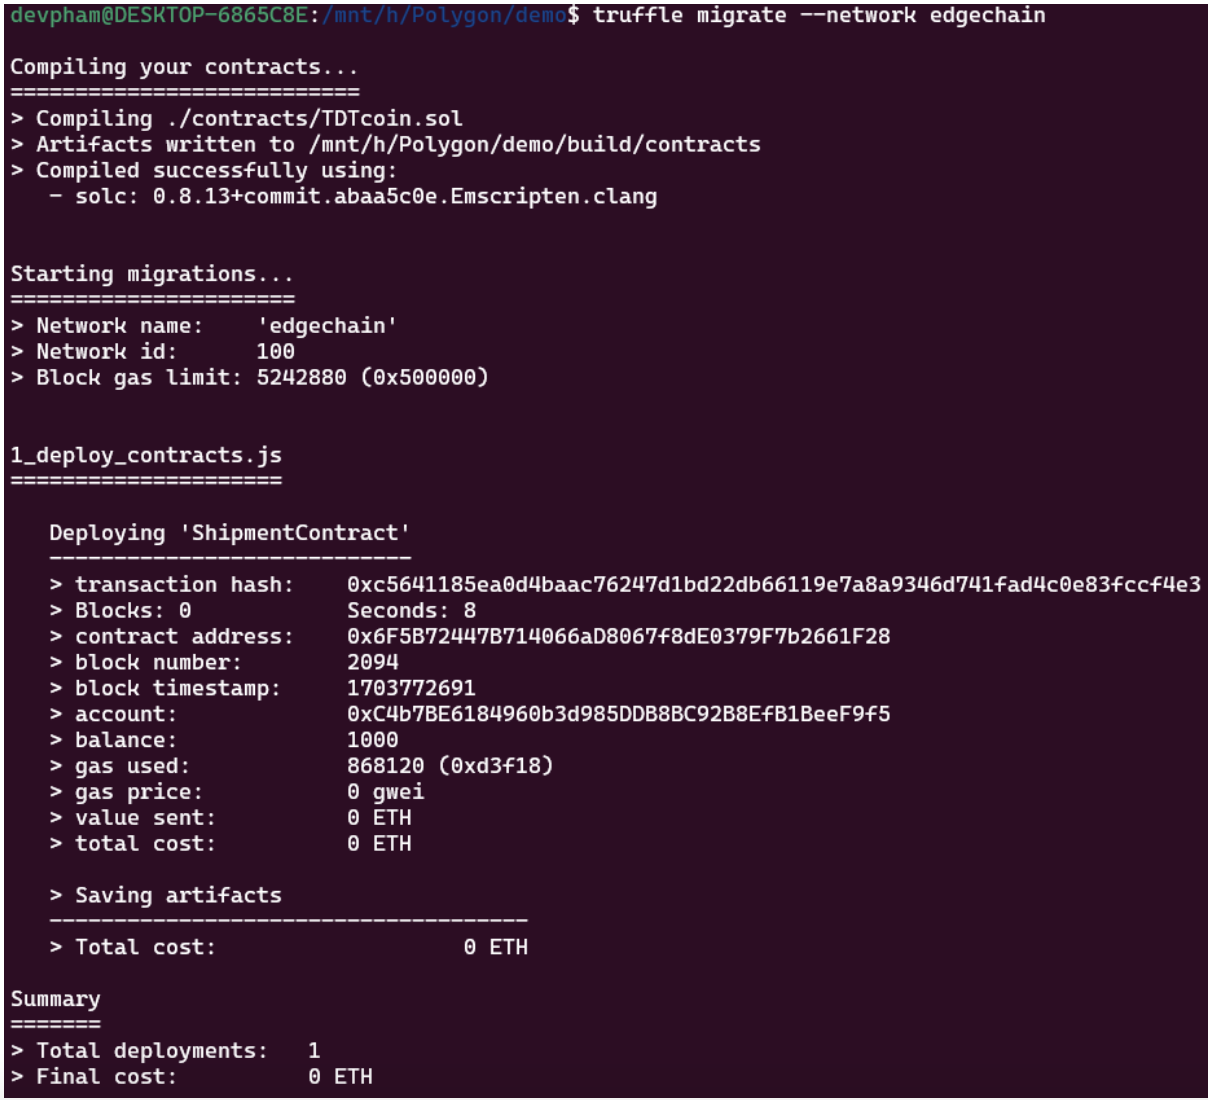 devpham@DESKTOP-6865C8E:/mnt/h/Polygon/demo$ truffle migrate --network edgechain
Compiling your contracts...
===========================
> Compiling ./contracts/TDTcoin.sol
> Artifacts written to /mnt/h/Polygon/demo/build/contracts
> Compiled successfully using:
   - solc: 0.8.13+commit.abaa5c0e.Emscripten.clang
Starting migrations...
======================
> Network name:    'edgechain'
> Network id:      100
> Block gas limit: 5242880 (0x500000)
1_deploy_contracts.js
=====================
   Deploying 'ShipmentContract'
   ----------------------------
   > transaction hash:    0xc5641185ea0d4baac76247d1bd22db66119e7a8a9346d741fad4c0e83fccf4e3
   > Blocks: 0            Seconds: 8
   > contract address:    0x6F5B72447B714066aD8067f8dE0379F7b2661F28
   > block number:        2094
   > block timestamp:     1703772691
   > account:             0xC4b7BE6184960b3d985DDB8BC92B8EfB1BeeF9f5
   > balance:             1000
   > gas used:            868120 (0xd3f18)
   > gas price:           0 gwei
   > value sent:          0 ETH
   > total cost:          0 ETH
   > Saving artifacts
   -------------------------------------
   > Total cost:                   0 ETH
Summary
=======
> Total deployments:   1
> Final cost:          0 ETH